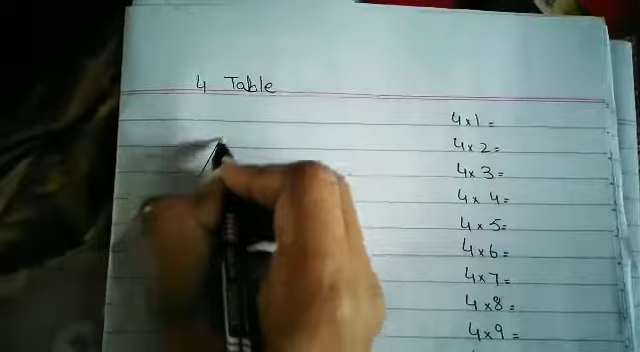 4 Table
4x1=
4x2=
4x3=
4x4=
4x5=
4x6=
4x7=
4x8=
4x9=